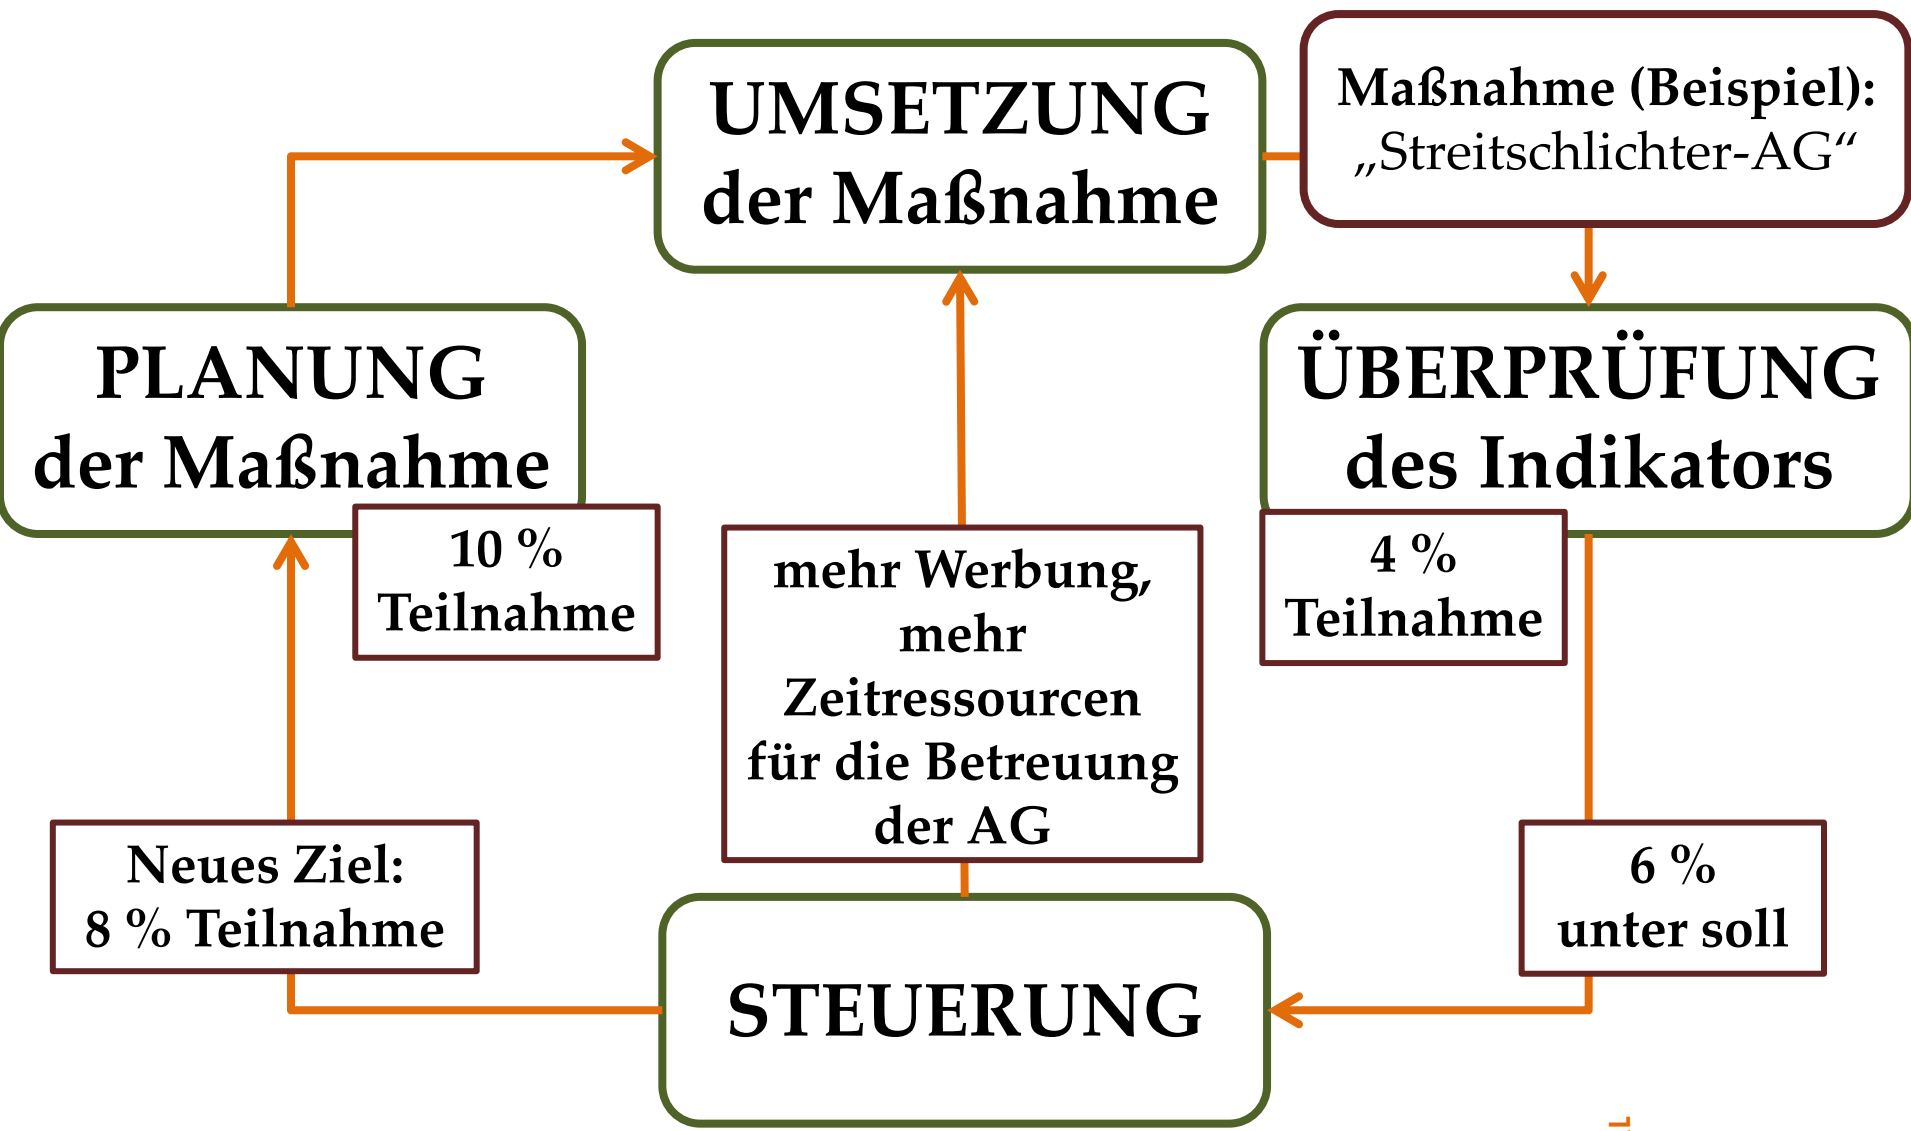 UMSETZUNG
der Maßnahme
Maßnahme (Beispiel):
„Streitschlichter-AG“
PLANUNG
der Maßnahme
10 %
Teilnahme
ÜBERPRÜFUNG
des Indikators
4 %
Teilnahme
mehr Werbung,
mehr
Zeitressourcen
für die Betreuung
der AG
Neues Ziel:
8 % Teilnahme
6 %
unter soll
STEUERUNG